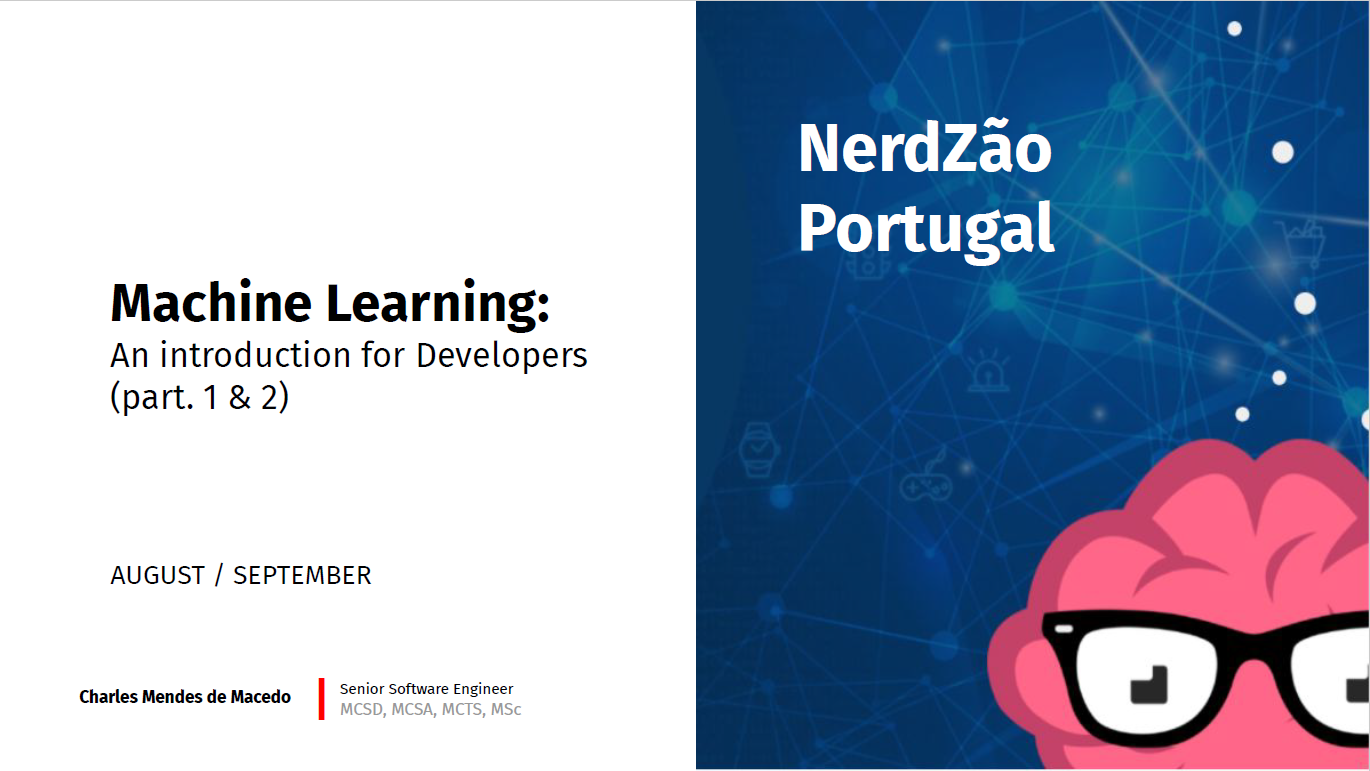 Machine Learning:
An introduction for Developers
(part. 1 & 2)
AUGUST / SEPTEMBER
Charles Mendes de Macedo
Senior Software Engineer
MCSD, MCSA, MCTS, MSc
NerdZão
Portugal